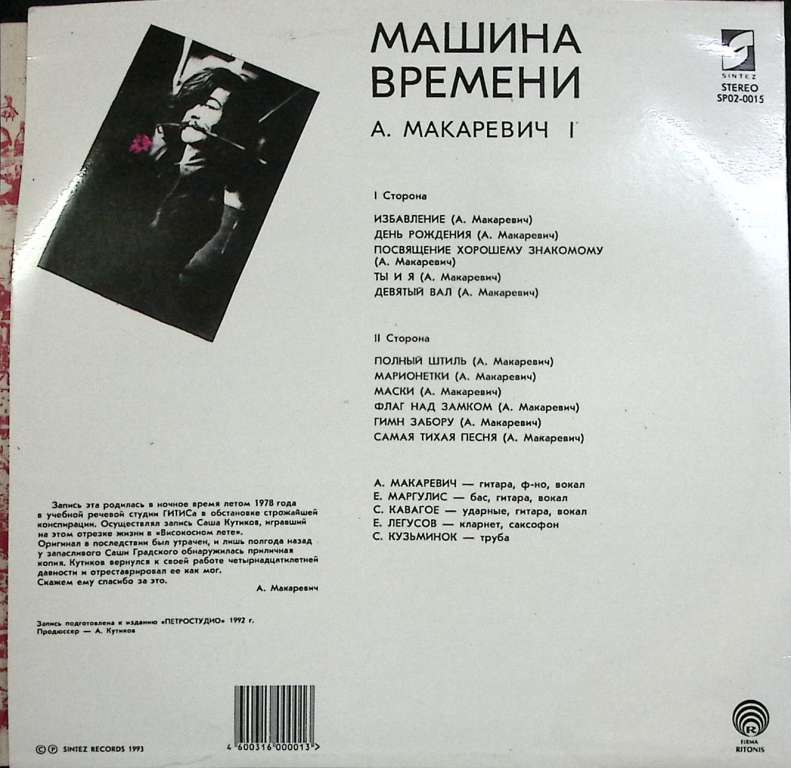 МАШИНА
ВРЕМЕНИ
А. МАКАРЕВИЧ I
SINTEZ
STEREO
SP02-0015
I Сторона
ИЗБАВЛЕНИЕ (А. Макаревич)
ДЕНЬ РОЖДЕНИЯ (А. Макаревич)
ПОСВЯЩЕНИЕ ХОРОШЕМУ ЗНАКОМОМУ
(А. Макаревич)
ТЫ И Я (А. Макаревич)
ДЕВЯТЫЙ ВАЛ (А. Макаревич)
II Сторона
ПОЛНЫЙ ШТИЛЬ (А. Макаревич)
МАРИОНЕТКИ (А. Макаревич)
МАСКИ (А. Макаревич)
ФЛАГ НАД ЗАМКОМ (А. Макаревич)
ГИМН ЗАБОРУ (А. Макаревич)
САМАЯ ТИХАЯ ПЕСНЯ (А. Макаревич)
А. МАКАРЕВИЧ — гитара, ф-но, вокал
Е. МАРГУЛИС — бас, гитара, вокал
С. КАВАГОЕ — ударные, гитара, вокал
Е. ЛЕГУСОВ — кларнет, саксофон
С. КУЗЬМИНОК — труба
Запись эта родилась в ночное время летом 1978 года
в учебной речевой студии ГИТИСа в обстановке строжайшей
конспирации. Осуществлял запись Саша Кутиков, игравший
на этом отрезке жизни в «Високосном лете».
Оригинал в последствии был утрачен, и лишь полгода назад
у запасливого Саши Градского обнаружилась приличная
копия. Кутиков вернулся к своей работе четырнадцатилетней
давности и отреставрировал ее как мог.
Скажем ему спасибо за это.
А. Макаревич
Запись подготовлена к изданию «ПЕТРОСТУДИО» 1992 г.
Продюссер — А. Кутиков
© ℗ SINTEZ RECORDS 1993
4 600316 000013 >
R
FIRMA
RITONIS